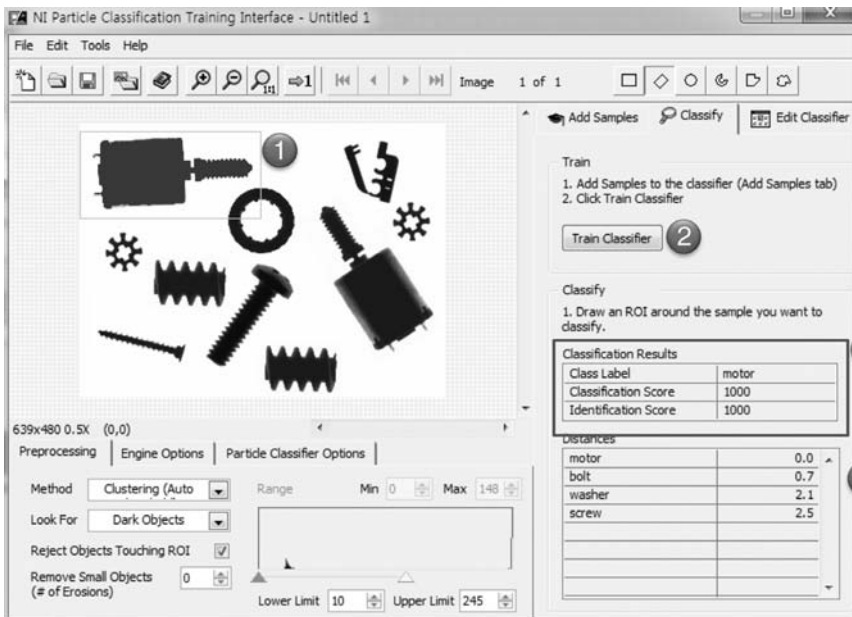 NI Particle Classification Training Interface - Untitled 1
File Edit Tools Help
1:1
1
Image 1 of 1
Add Samples Classify Edit Classifier
1
Train
1. Add Samples to the classifier (Add Samples tab)
2. Click Train Classifier
Train Classifier 2
Classify
1. Draw an ROI around the sample you want to
classify.
Classification Results
Class Label motor
Classification Score 1000
Identification Score 1000
Distances
motor 0.0
bolt 0.7
washer 2.1
screw 2.5
639x480 0.5X (0,0)
Preprocessing Engine Options Particle Classifier Options
Method Clustering (Auto
Range Min 0 Max 148
Look For Dark Objects
Reject Objects Touching ROI
Remove Small Objects 0
(# of Erosions)
Lower Limit 10 Upper Limit 245